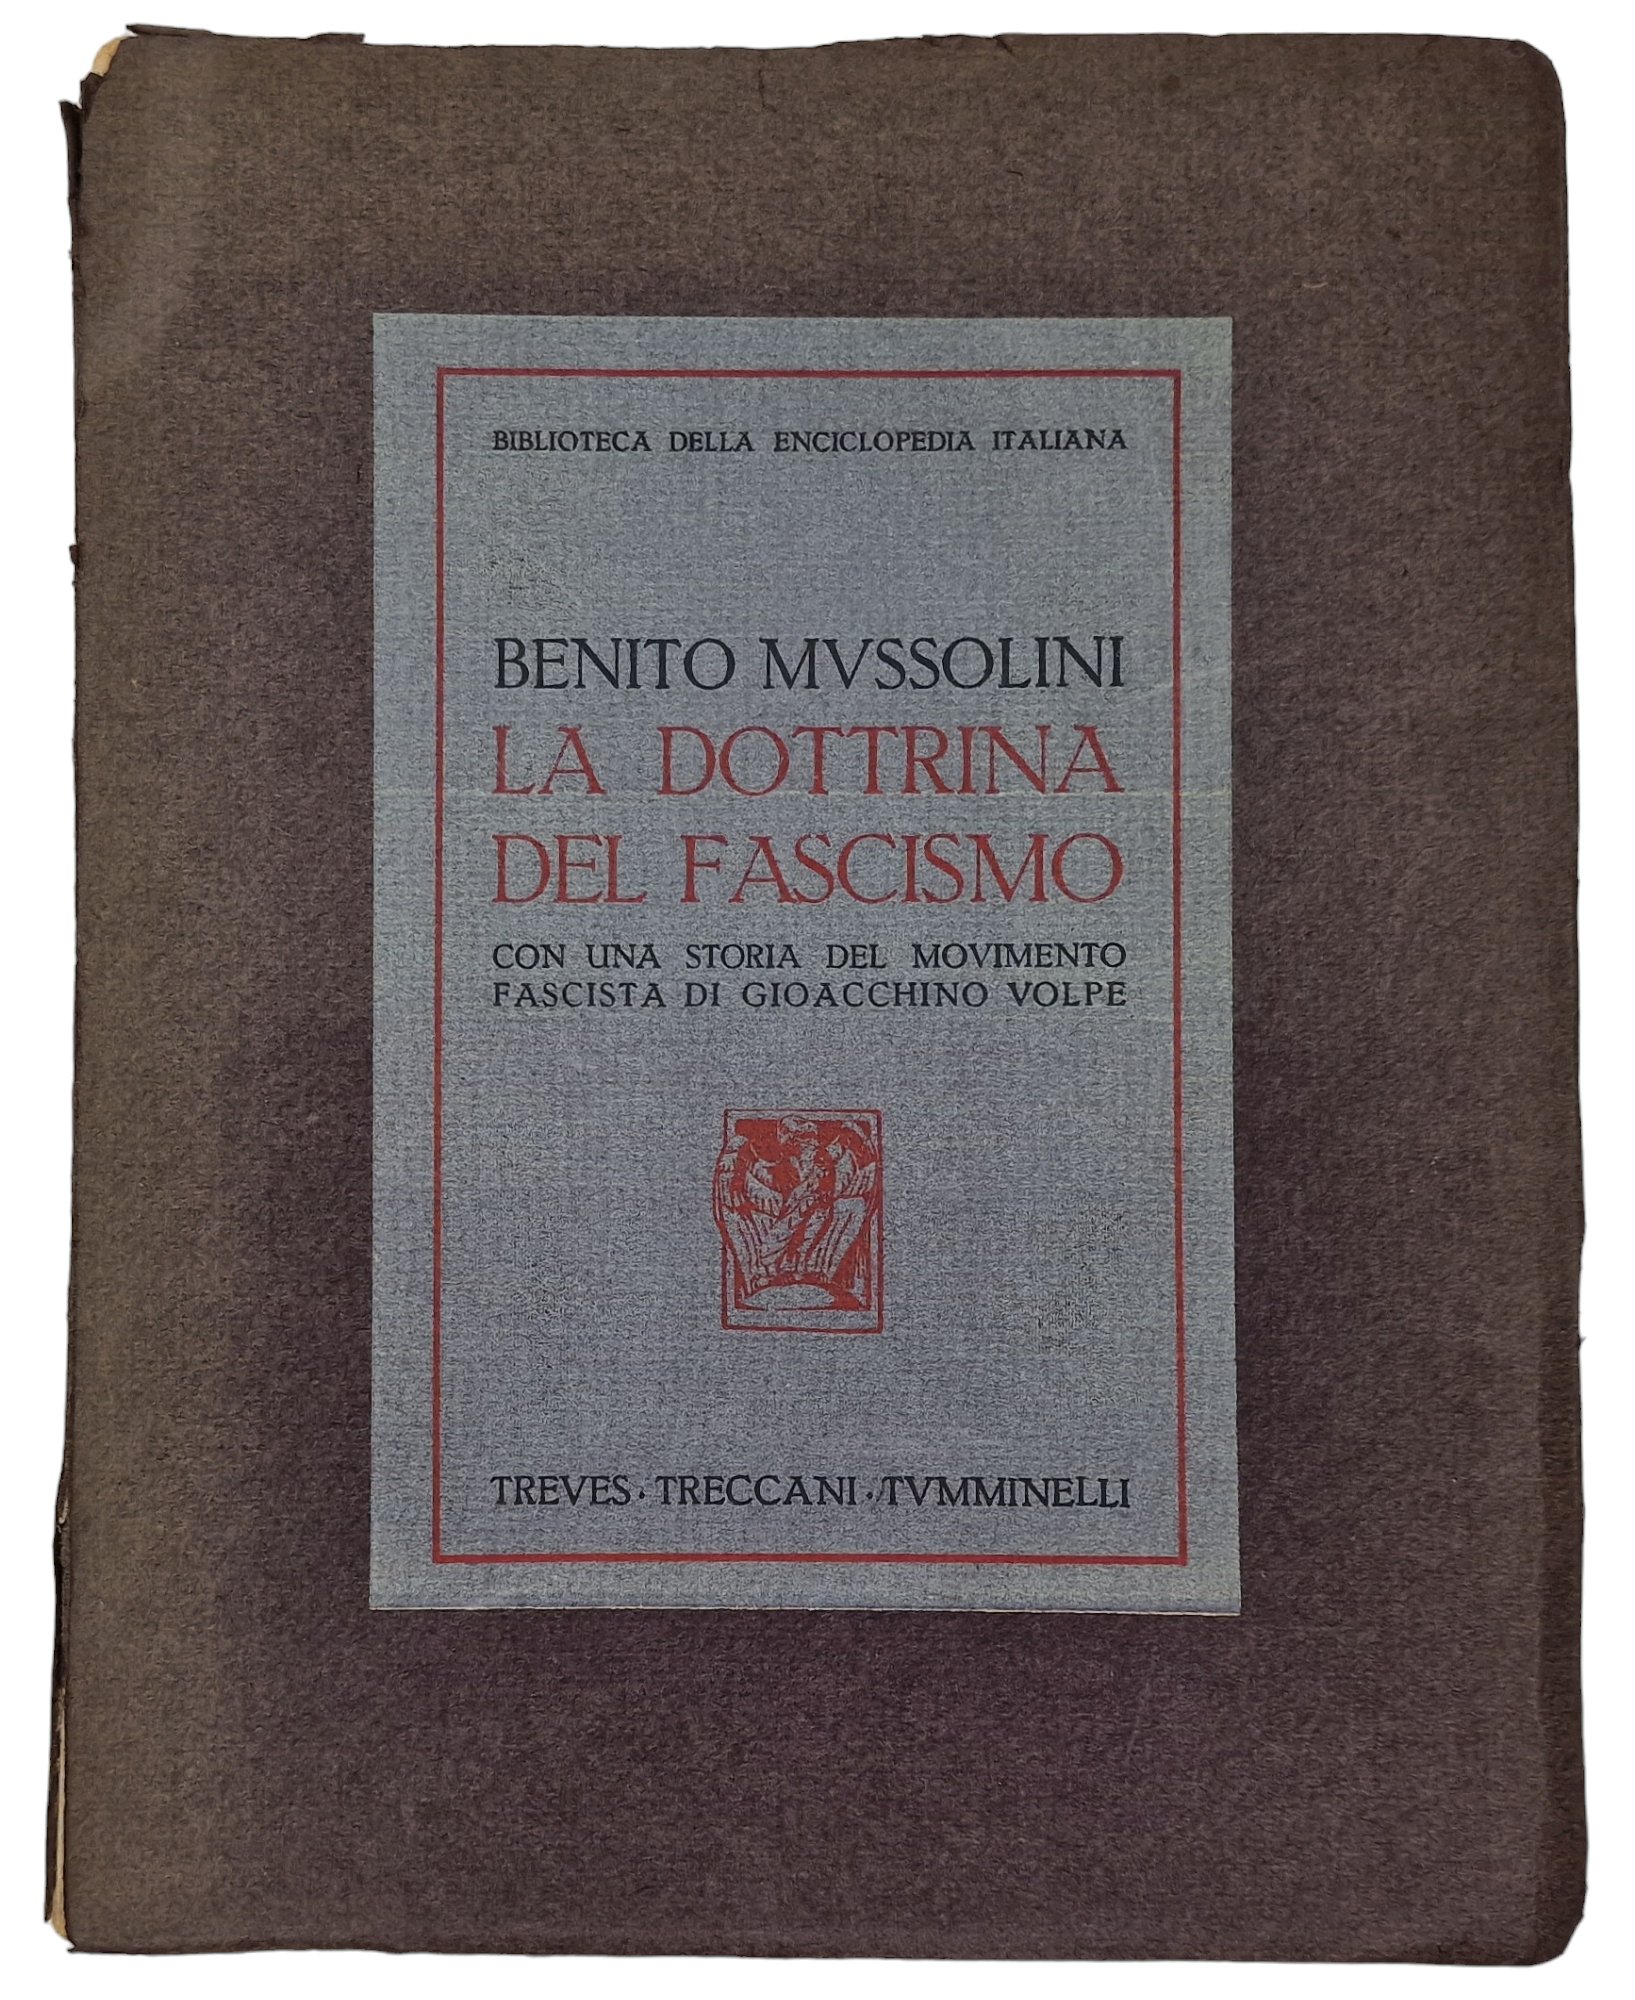 BIBLIOTECA DELLA ENCICLOPEDIA ITALIANA
BENITO MVSSOLINI
LA DOTTRINA
DEL FASCISMO
CON UNA STORIA DEL MOVIMENTO
FASCISTA DI GIOACCHINO VOLPE
TREVES · TRECCANI · TVMMINELLI